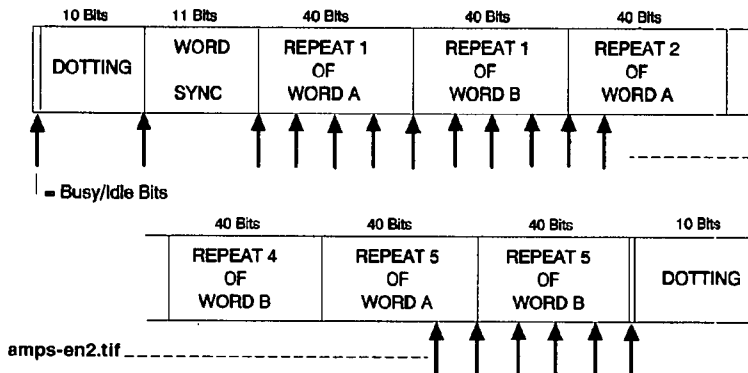 10 Bits 11 Bits 40 Bits 40 Bits 40 Bits
DOTTING
WORD
SYNC
REPEAT 1
OF
WORD A
REPEAT 1
OF
WORD B
REPEAT 2
OF
WORD A
= Busy/Idle Bits
40 Bits 40 Bits 40 Bits 10 Bits
REPEAT 4
OF
WORD B
REPEAT 5
OF
WORD A
REPEAT 5
OF
WORD B
DOTTING
amps-en2.tif